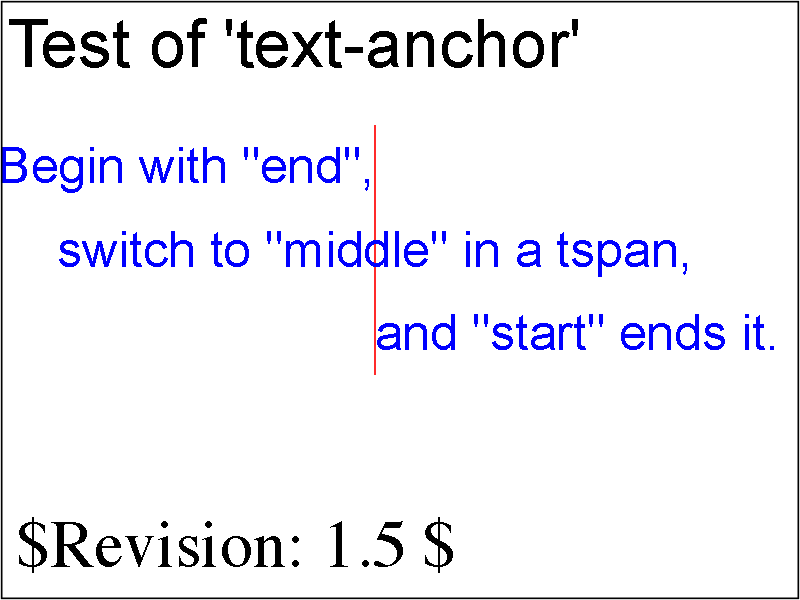 Test of 'text-anchor'
Begin with "end",
switch to "middle" in a tspan,
and "start" ends it.
$Revision: 1.5 $